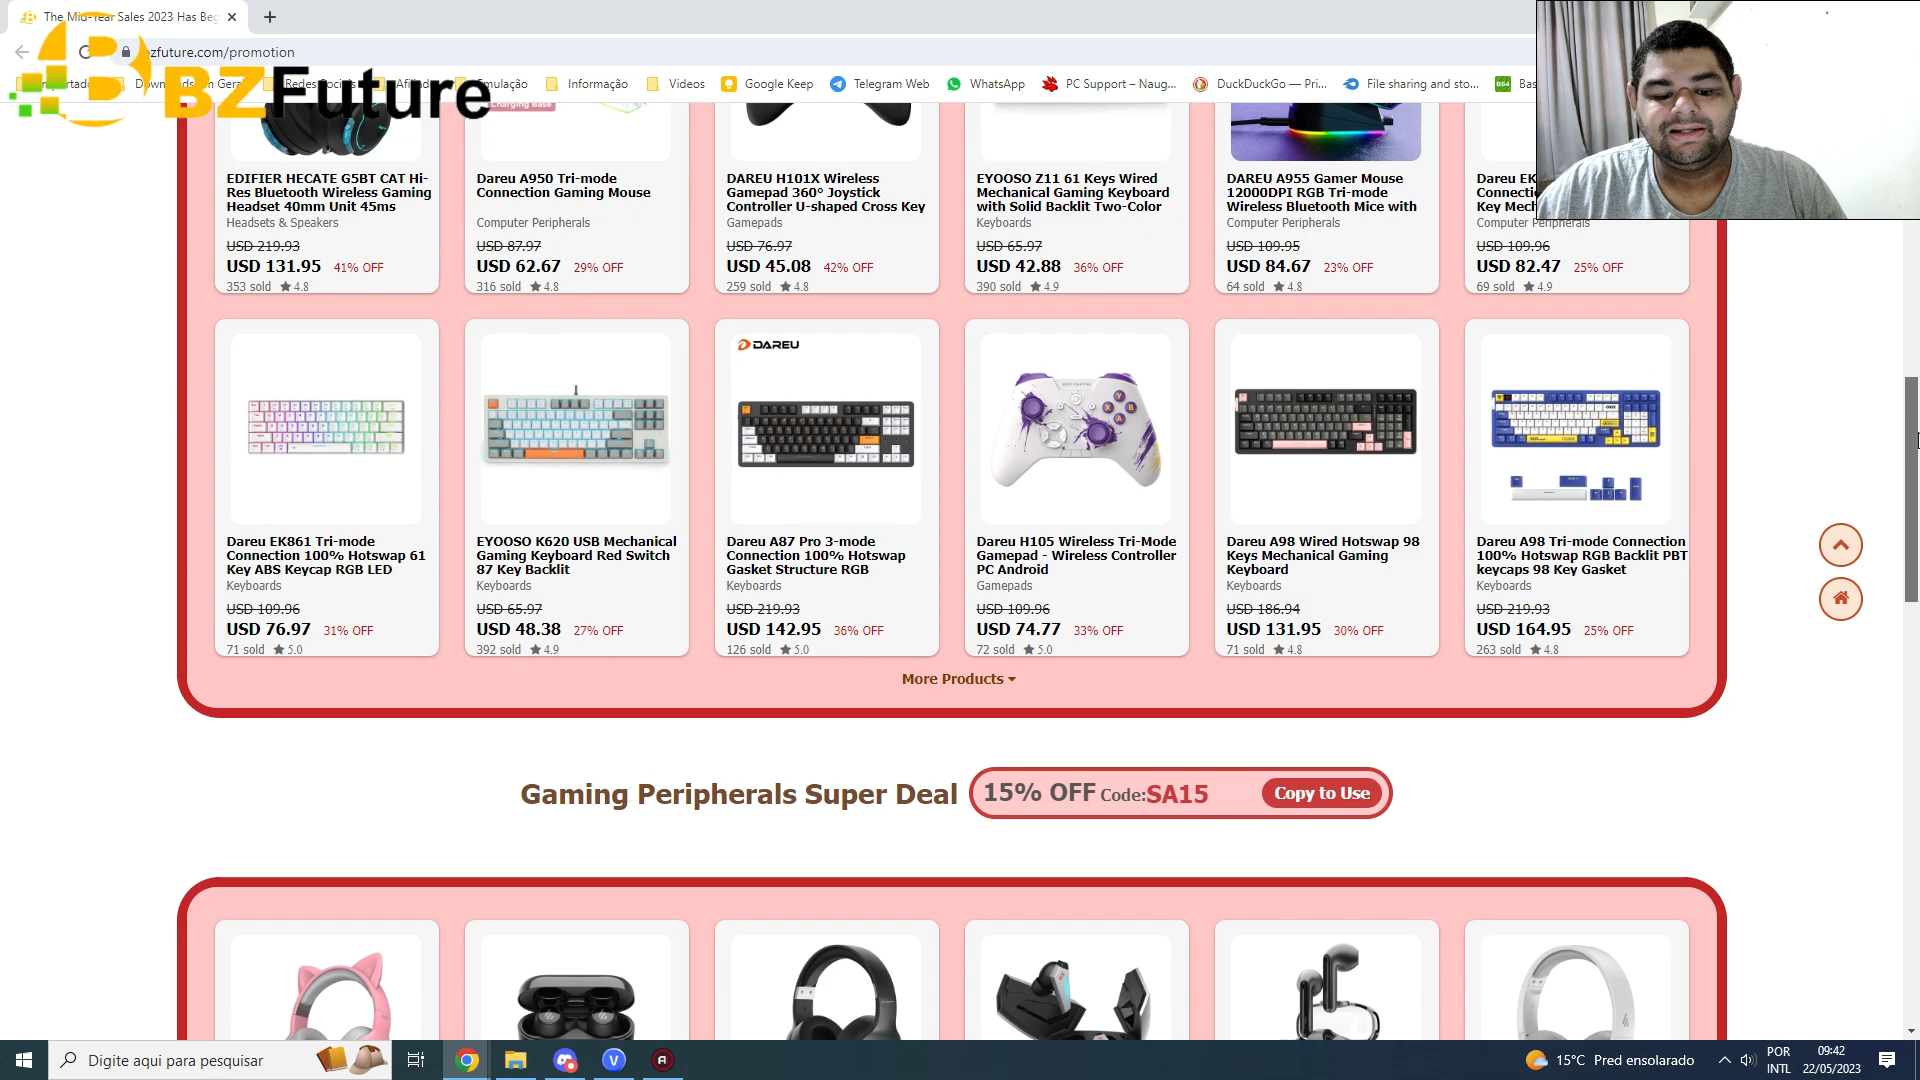 The Mid-Year Sales 2023 Has Beg
bzfuture.com/promotion
BZFuture
Informação
Videos
Google Keep
Telegram Web
WhatsApp
PC Support – Naug...
DuckDuckGo — Pri...
File sharing and sto...
B64
Charging Base
EDIFIER HECATE G5BT CAT Hi-
Res Bluetooth Wireless Gaming
Headset 40mm Unit 45ms
Headsets & Speakers
USD 219.93
USD 131.95 41% OFF
353 sold ★ 4.8
Dareu A950 Tri-mode
Connection Gaming Mouse
Computer Peripherals
USD 87.97
USD 62.67 29% OFF
316 sold ★ 4.8
DAREU H101X Wireless
Gamepad 360° Joystick
Controller U-shaped Cross Key
Gamepads
USD 76.97
USD 45.08 42% OFF
259 sold ★ 4.8
EYOOSO Z11 61 Keys Wired
Mechanical Gaming Keyboard
with Solid Backlit Two-Color
Keyboards
USD 65.97
USD 42.88 36% OFF
390 sold ★ 4.9
DAREU A955 Gamer Mouse
12000DPI RGB Tri-mode
Wireless Bluetooth Mice with
Computer Peripherals
USD 109.95
USD 84.67 23% OFF
64 sold ★ 4.8
Dareu EK
Connecti
Key Mech
Computer Peripherals
USD 109.96
USD 82.47 25% OFF
69 sold ★ 4.9
Dareu EK861 Tri-mode
Connection 100% Hotswap 61
Key ABS Keycap RGB LED
Keyboards
USD 109.96
USD 76.97 31% OFF
71 sold ★ 5.0
EYOOSO K620 USB Mechanical
Gaming Keyboard Red Switch
87 Key Backlit
Keyboards
USD 65.97
USD 48.38 27% OFF
392 sold ★ 4.9
DAREU
Dareu A87 Pro 3-mode
Connection 100% Hotswap
Gasket Structure RGB
Keyboards
USD 219.93
USD 142.95 36% OFF
126 sold ★ 5.0
Y
X B
A
Dareu H105 Wireless Tri-Mode
Gamepad - Wireless Controller
PC Android
Gamepads
USD 109.96
USD 74.77 33% OFF
72 sold ★ 5.0
Dareu A98 Wired Hotswap 98
Keys Mechanical Gaming
Keyboard
Keyboards
USD 186.94
USD 131.95 30% OFF
71 sold ★ 4.8
Dareu A98 Tri-mode Connection
100% Hotswap RGB Backlit PBT
keycaps 98 Key Gasket
Keyboards
USD 219.93
USD 164.95 25% OFF
263 sold ★ 4.8
More Products
Gaming Peripherals Super Deal
15% OFF Code:SA15
Copy to Use
Digite aqui para pesquisar
15°C Pred ensolarado
POR
INTL
09:42
22/05/2023